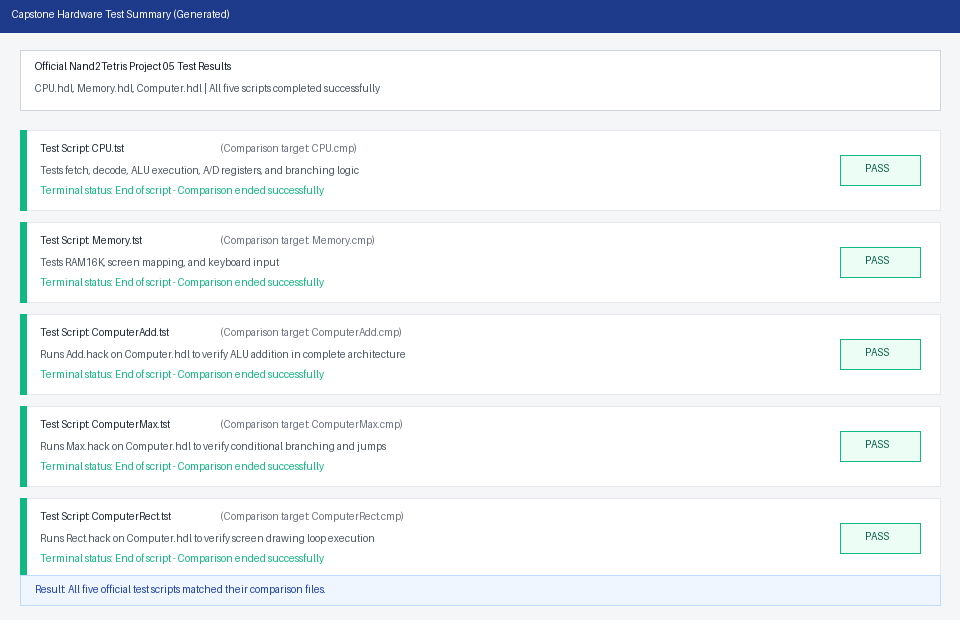 Capstone Hardware Test Summary (Generated)
Official Nand2Tetris Project 05 Test Results
CPU.hdl, Memory.hdl, Computer.hdl | All five scripts completed successfully
Test Script: CPU.tst (Comparison target: CPU.cmp)
Tests fetch, decode, ALU execution, A/D registers, and branching logic
PASS
Terminal status: End of script - Comparison ended successfully
Test Script: Memory.tst (Comparison target: Memory.cmp)
Tests RAM16K, screen mapping, and keyboard input
PASS
Terminal status: End of script - Comparison ended successfully
Test Script: ComputerAdd.tst (Comparison target: ComputerAdd.cmp)
Runs Add.hack on Computer.hdl to verify ALU addition in complete architecture
PASS
Terminal status: End of script - Comparison ended successfully
Test Script: ComputerMax.tst (Comparison target: ComputerMax.cmp)
Runs Max.hack on Computer.hdl to verify conditional branching and jumps
PASS
Terminal status: End of script - Comparison ended successfully
Test Script: ComputerRect.tst (Comparison target: ComputerRect.cmp)
Runs Rect.hack on Computer.hdl to verify screen drawing loop execution
PASS
Terminal status: End of script - Comparison ended successfully
Result: All five official test scripts matched their comparison files.